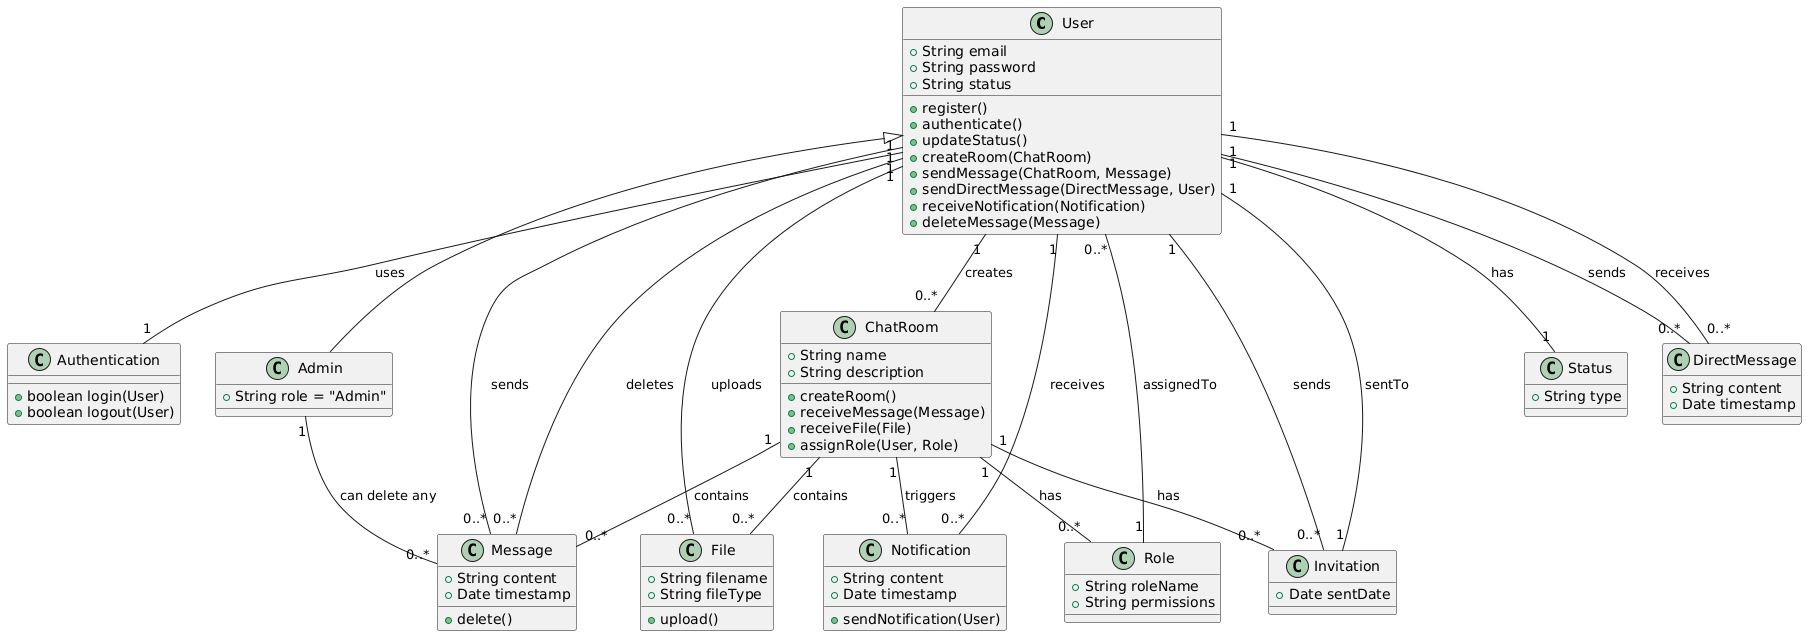 C User
String email
String password
String status
register()
authenticate()
updateStatus()
createRoom(ChatRoom)
sendMessage(ChatRoom, Message)
sendDirectMessage(DirectMessage, User)
receiveNotification(Notification)
deleteMessage(Message)
1
1
1
1
1
1
1
1
1 1 0..* 1
uses
creates
has
sends
receives
0..*
1
1
0..*
0..*
C Authentication
boolean login(User)
boolean logout(User)
C Admin
String role = "Admin"
C ChatRoom
String name
String description
createRoom()
receiveMessage(Message)
receiveFile(File)
assignRole(User, Role)
C Status
String type
C DirectMessage
String content
Date timestamp
sends
deletes
uploads
receives
assignedTo
sends
sentTo
1
1
1
1
1
1
can delete any
contains
contains
triggers
has
has
0..*
0..*
0..*
0..*
0..*
0..*
0..*
0..*
0..*
1
0..*
0..*
1
C Message
String content
Date timestamp
delete()
C File
String filename
String fileType
upload()
C Notification
String content
Date timestamp
sendNotification(User)
C Role
String roleName
String permissions
C Invitation
Date sentDate